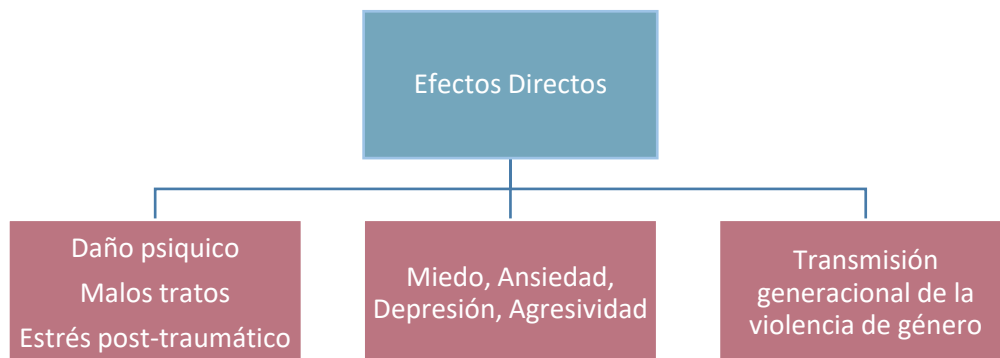 Efectos Directos
Daño psiquico
Malos tratos
Estrés post-traumático
Miedo, Ansiedad,
Depresión, Agresividad
Transmisión
generacional de la
violencia de género